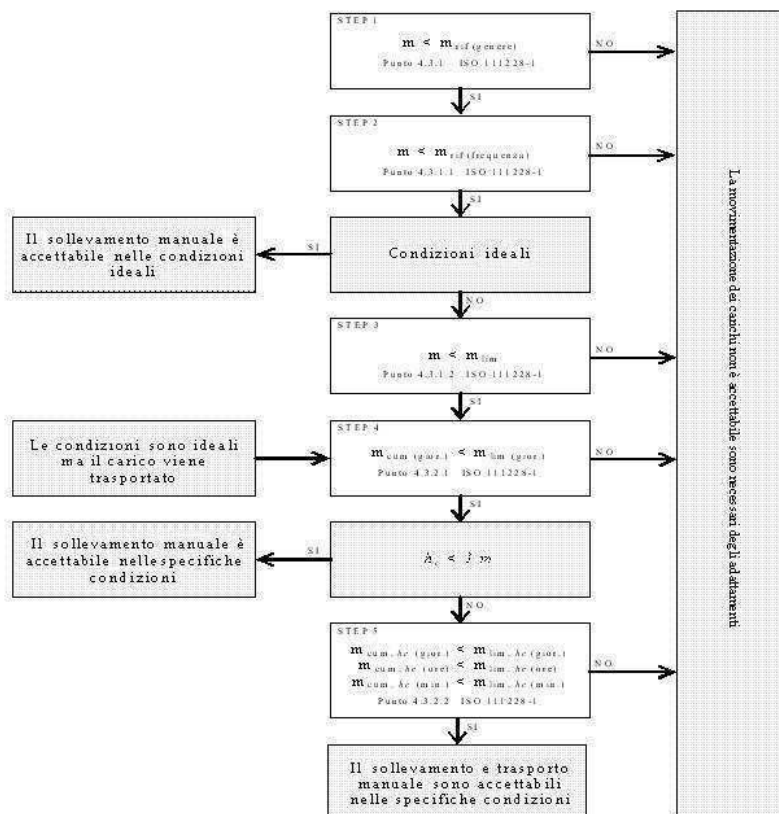 STEP 1
m < m rif (genere)
Punto 4.3.1 - ISO 111228-1
NO
SI
STEP 2
m < m rif (frequenza)
Punto 4.3.1.1 ISO 111228-1
NO
SI
Il sollevamento manuale è
accettabile nelle condizioni
ideali
SI
Condizioni ideali
NO
STEP 3
m < m lim
Punto 4.3.1.2 ISO 111228-1
NO
SI
Le condizioni sono ideali
ma il carico viene
trasportato
STEP 4
m cum (gior.) < m lim (gior.)
Punto 4.3.2.1 ISO 111228-1
NO
SI
Il sollevamento manuale è
accettabile nelle specifiche
condizioni
SI
hc < 1 m
NO
STEP 5
m cum. hc (gior.) < m lim. hc (gior.)
m cum. hc (ore) < m lim. hc (ore)
m cum. hc (min.) < m lim. hc (min.)
Punto 4.3.2.2 ISO 111228-1
NO
SI
Il sollevamento e trasporto
manuale sono accettabili
nelle specifiche condizioni
La movimentazione dei carichi non è accettabile sono necessari degli adattamenti